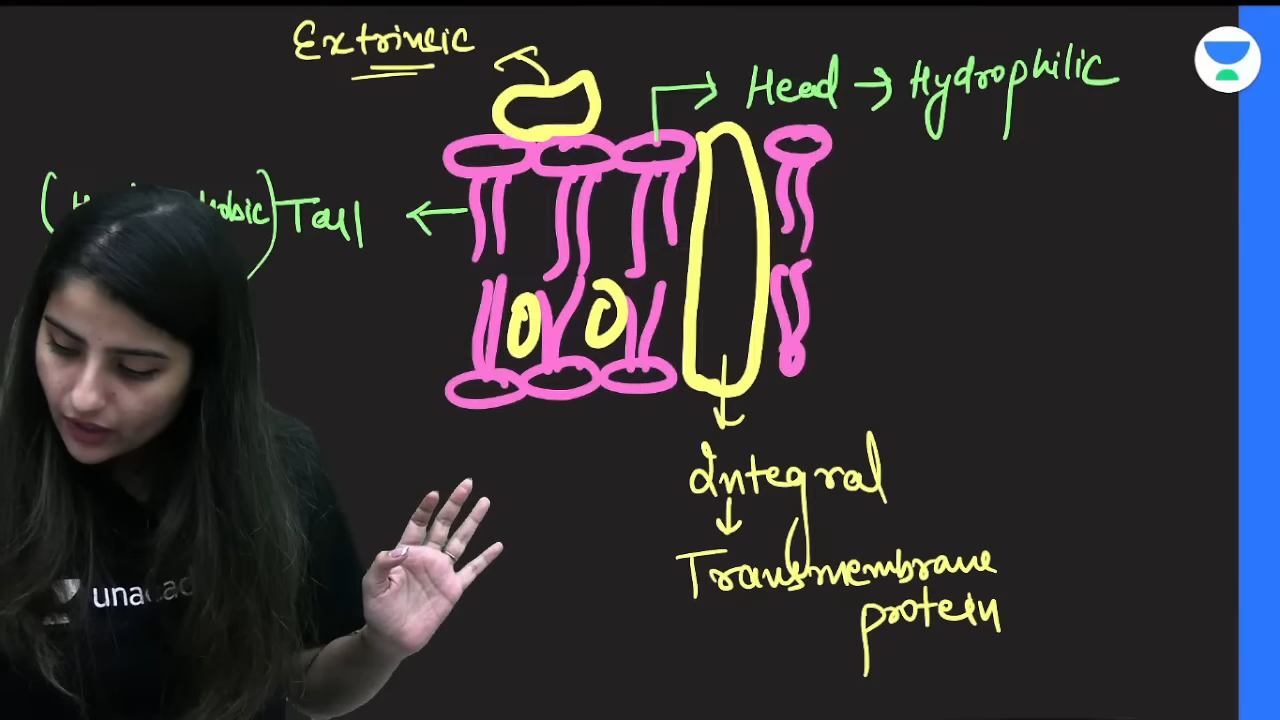 Extrinsic
Head → Hydrophilic
Tail
Integral
Transmembrane
protein